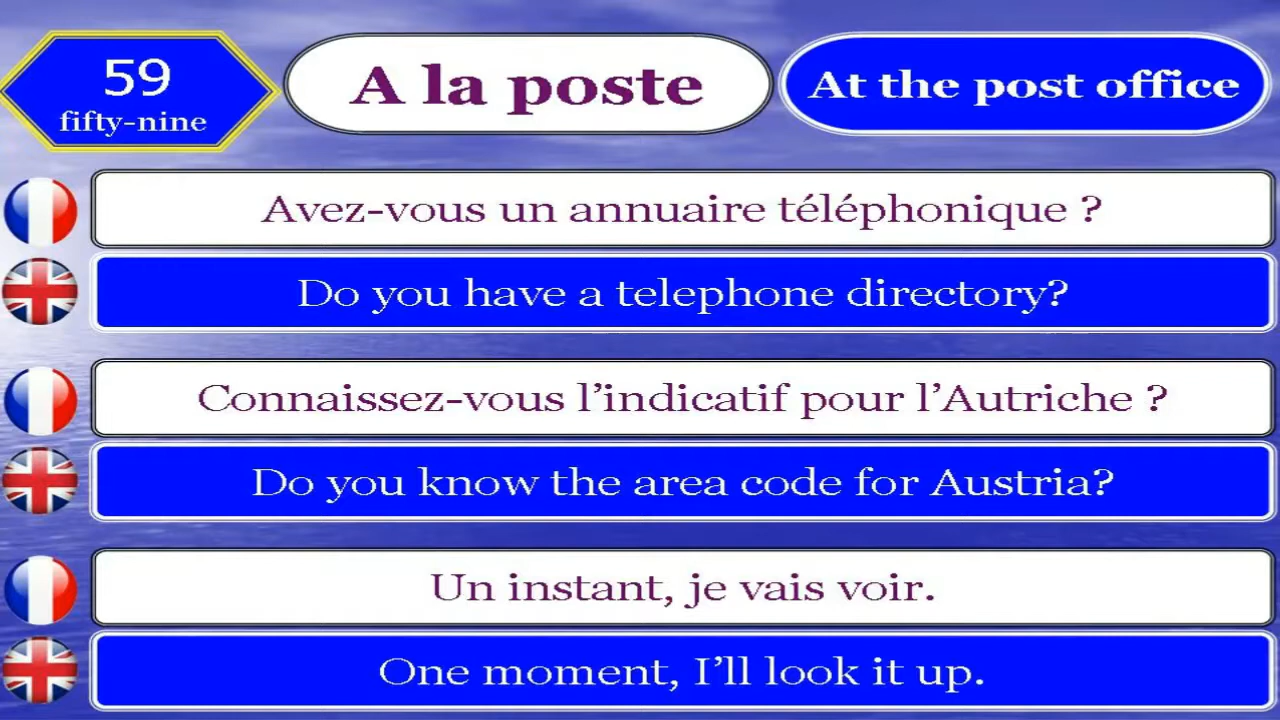 59
fifty-nine
A la poste
At the post office
Avez-vous un annuaire téléphonique ?
Do you have a telephone directory?
Connaissez-vous l’indicatif pour l’Autriche ?
Do you know the area code for Austria?
Un instant, je vais voir.
One moment, I’ll look it up.